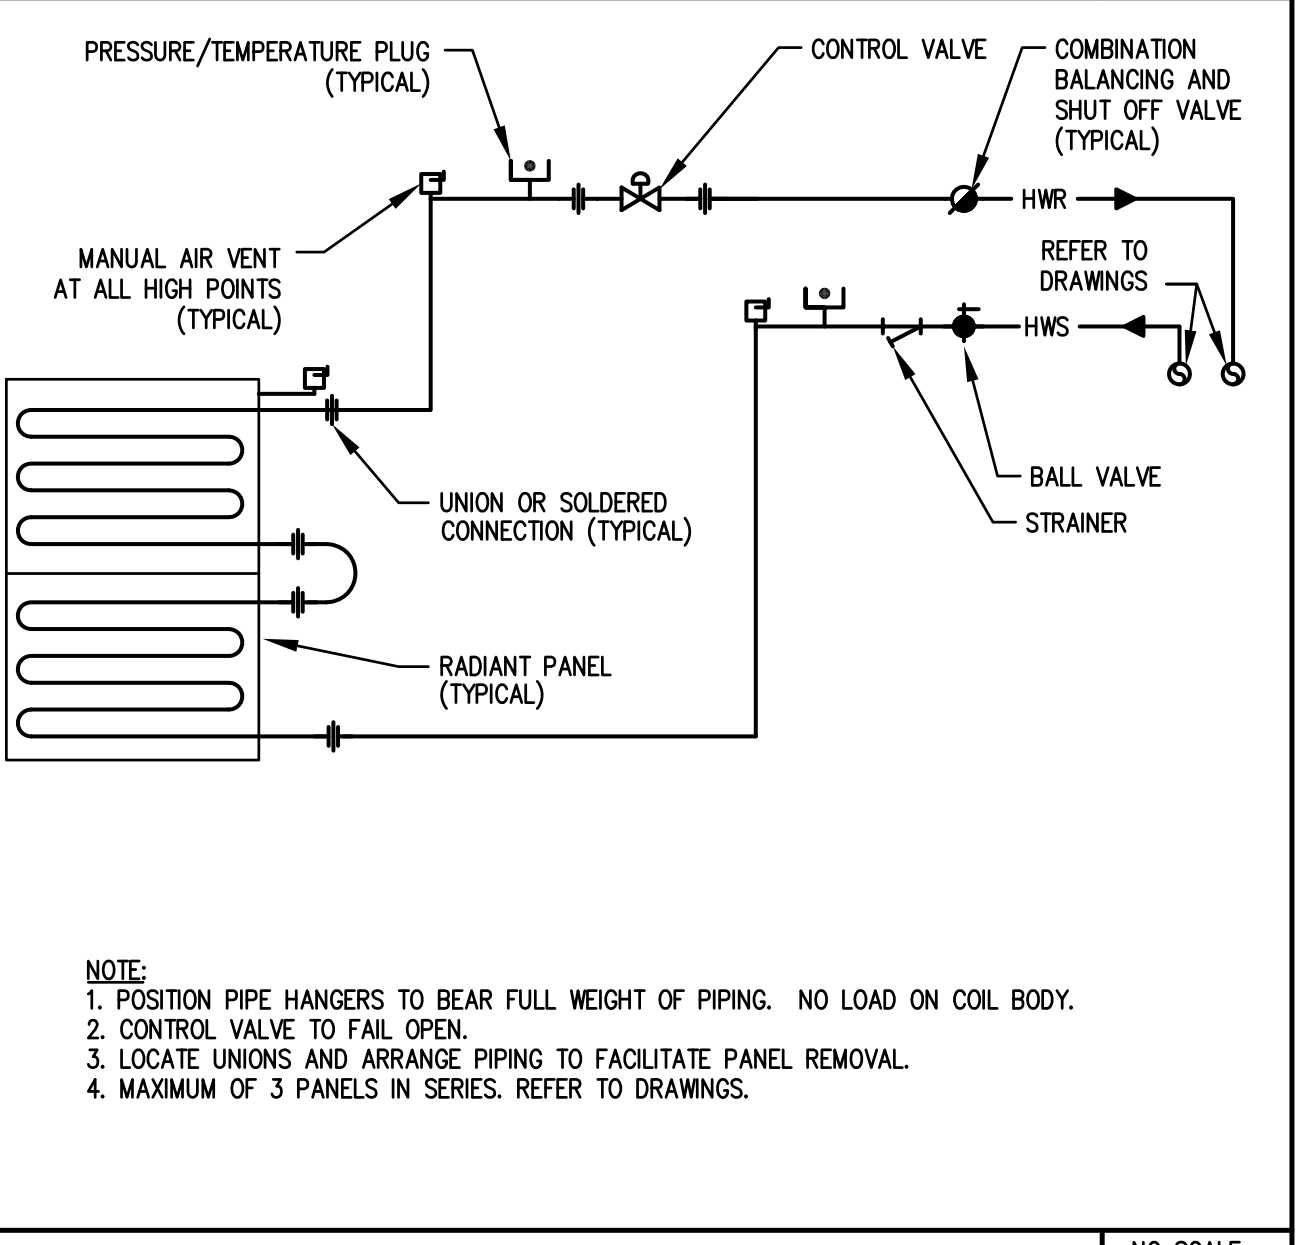 PRESSURE/TEMPERATURE PLUG
(TYPICAL)
CONTROL VALVE
COMBINATION
BALANCING AND
SHUT OFF VALVE
(TYPICAL)
HWR
MANUAL AIR VENT
AT ALL HIGH POINTS
(TYPICAL)
REFER TO
DRAWINGS
HWS
BALL VALVE
STRAINER
UNION OR SOLDERED
CONNECTION (TYPICAL)
RADIANT PANEL
(TYPICAL)
NOTE:
1. POSITION PIPE HANGERS TO BEAR FULL WEIGHT OF PIPING. NO LOAD ON COIL BODY.
2. CONTROL VALVE TO FAIL OPEN.
3. LOCATE UNIONS AND ARRANGE PIPING TO FACILITATE PANEL REMOVAL.
4. MAXIMUM OF 3 PANELS IN SERIES. REFER TO DRAWINGS.
NO SCALE